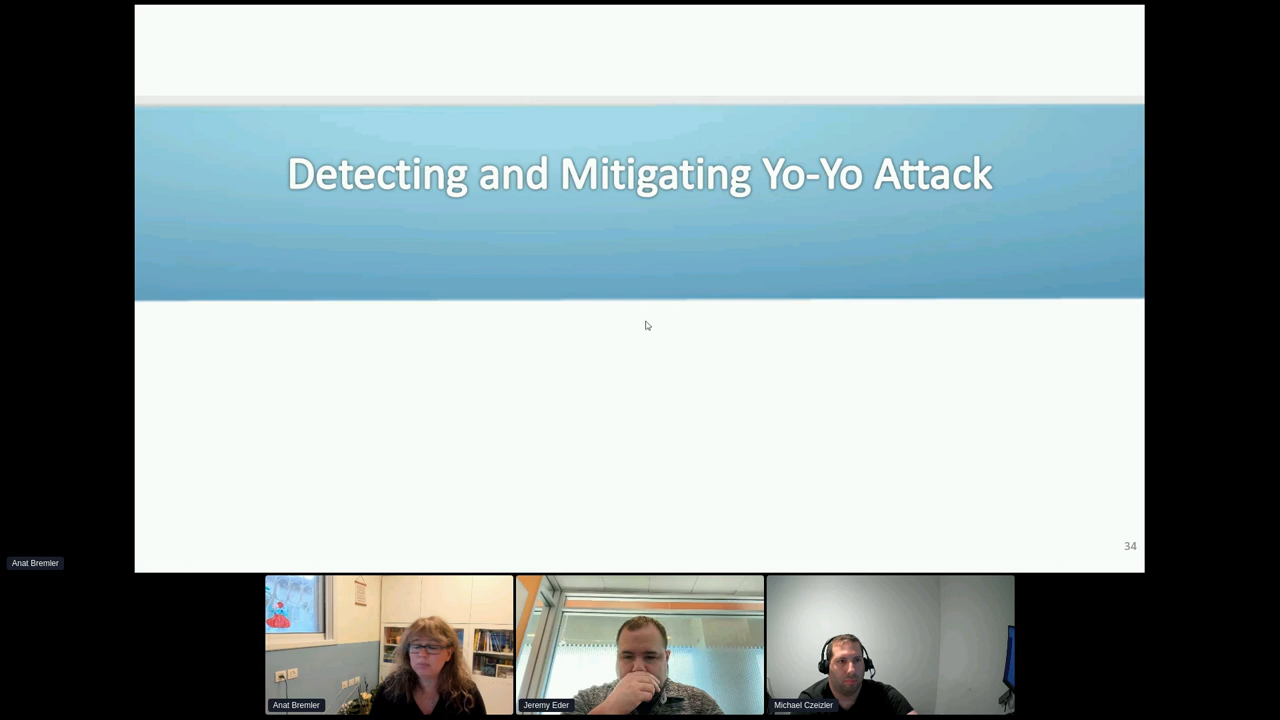 Detecting and Mitigating Yo-Yo Attack
34
Anat Bremler
Anat Bremler
Jeremy Eder
Michael Czeizler